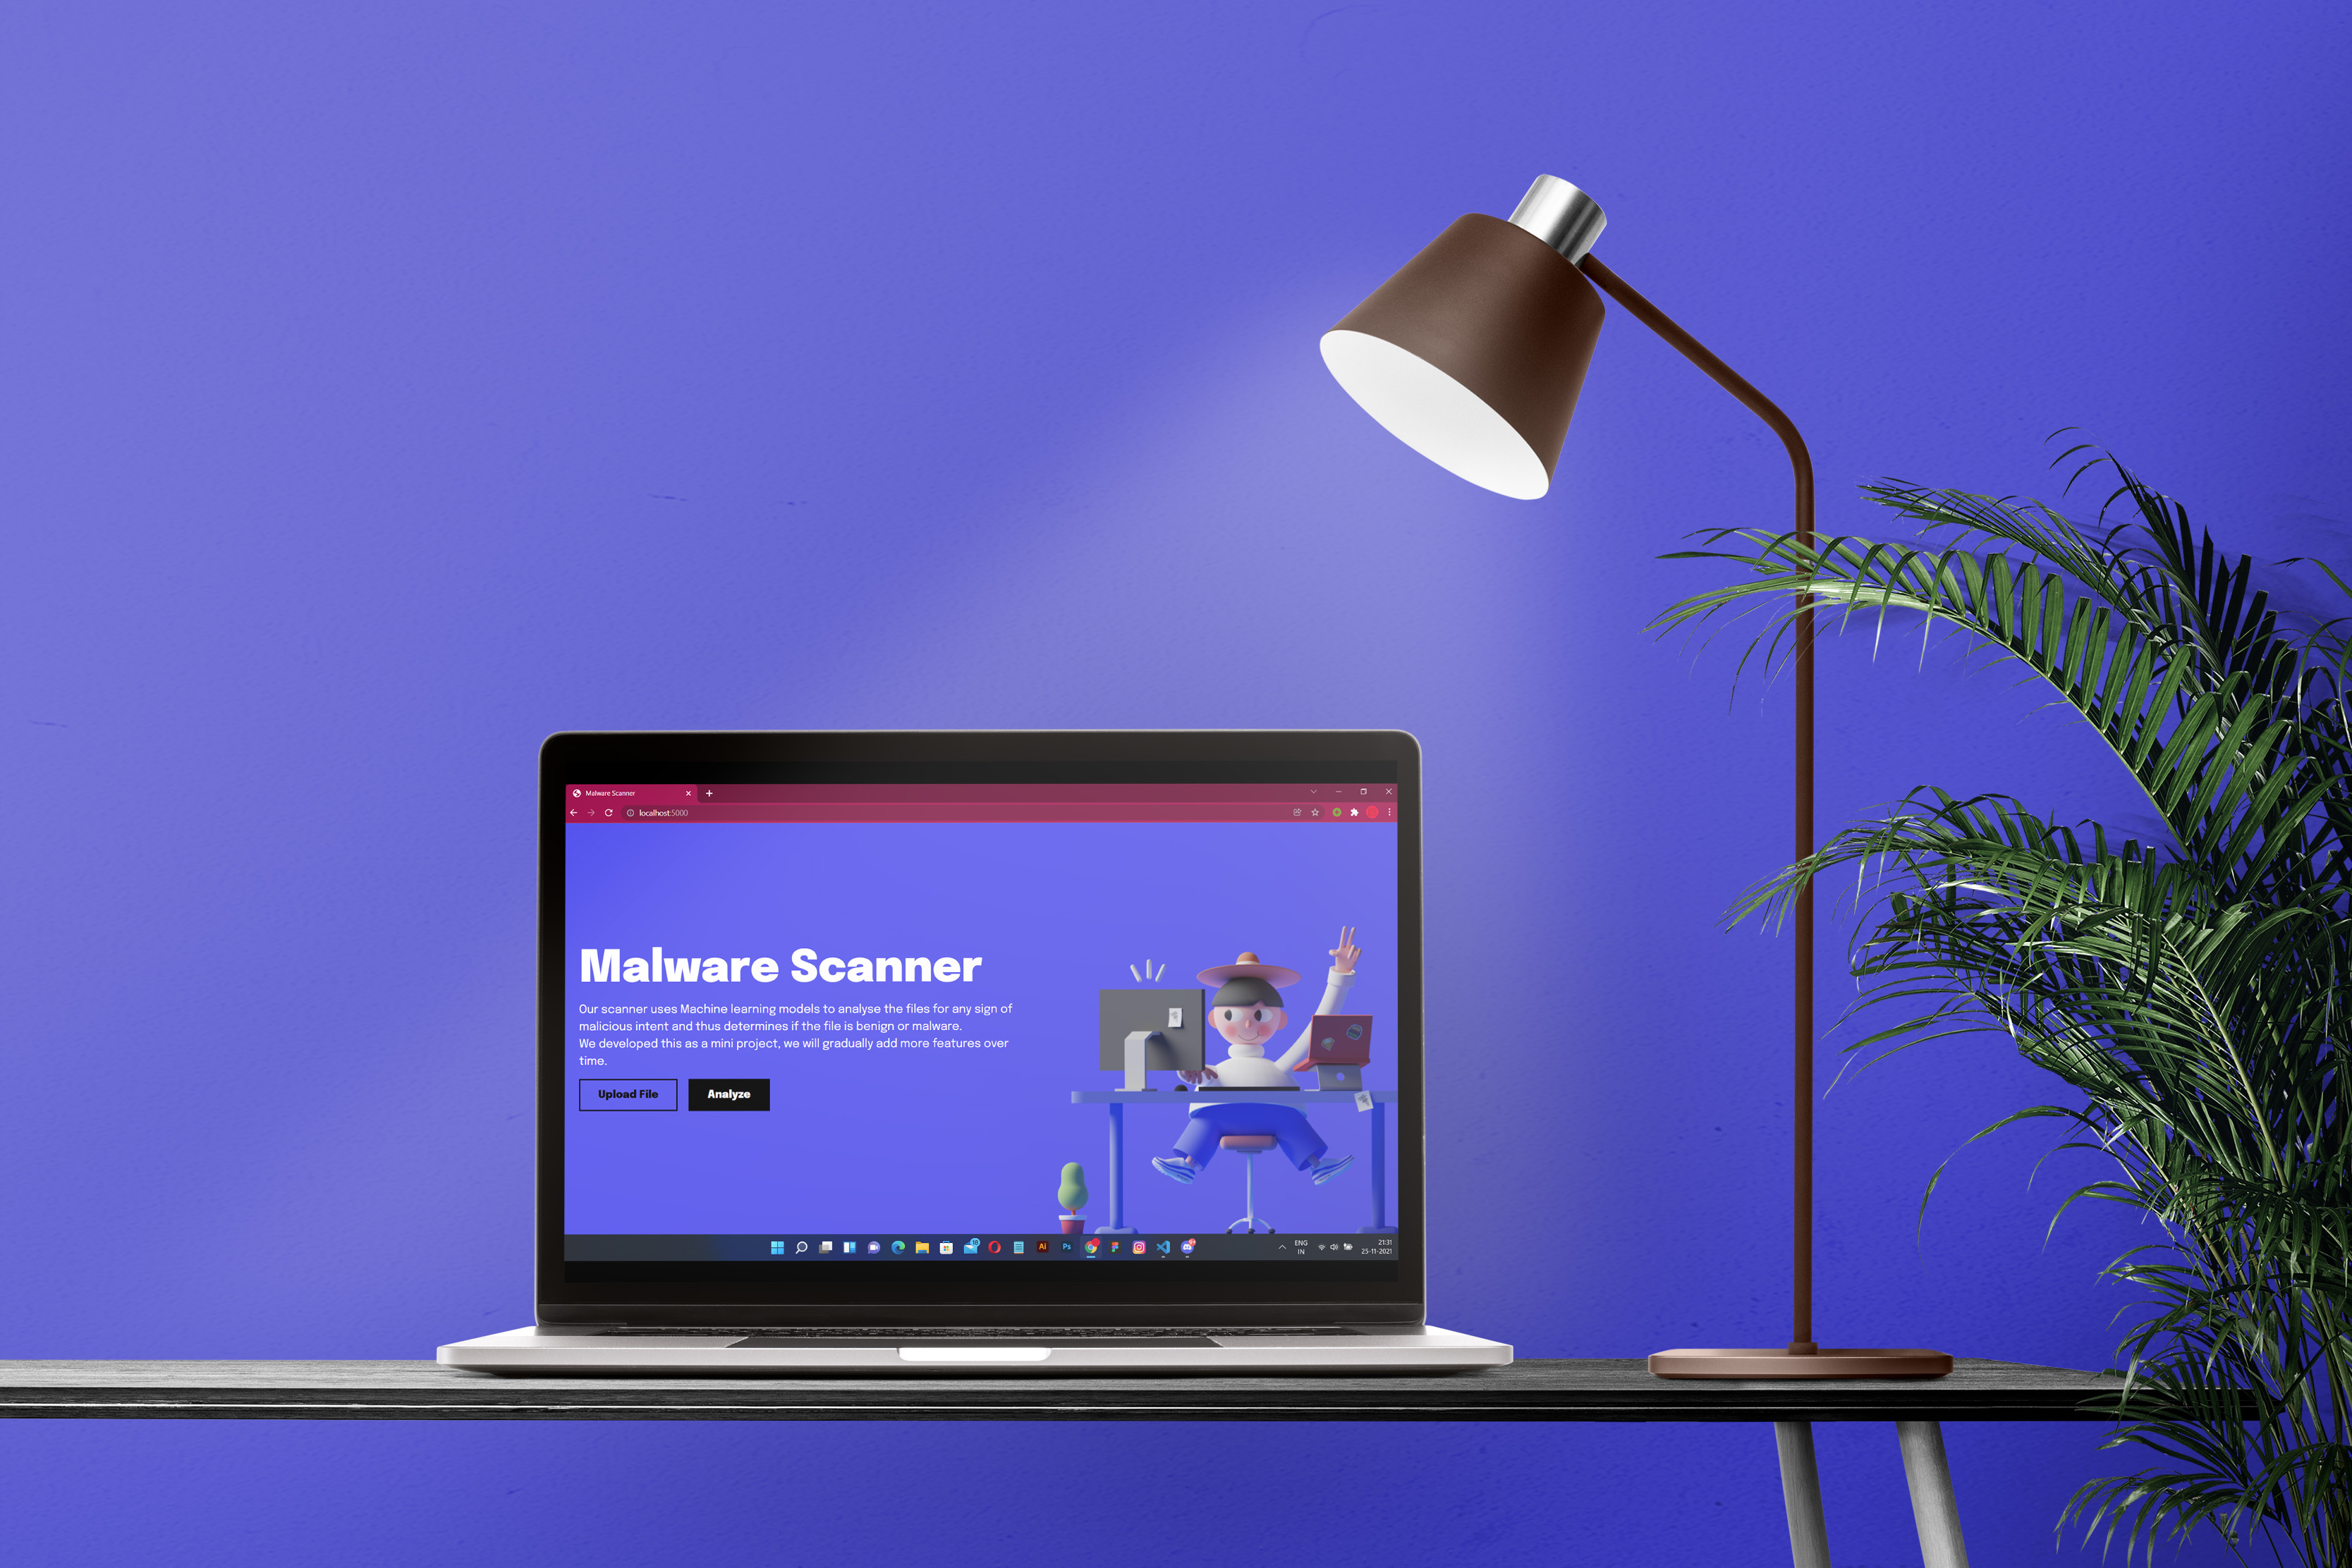 Malware Scanner
localhost:5000
Malware Scanner
Our scanner uses Machine learning models to analyse the files for any sign of
malicious intent and thus determines if the file is benign or malware.
We developed this as a mini project, we will gradually add more features over
time.
Upload File
Analyze
Ai
Ps
ENG
IN
21:31
25-11-2021